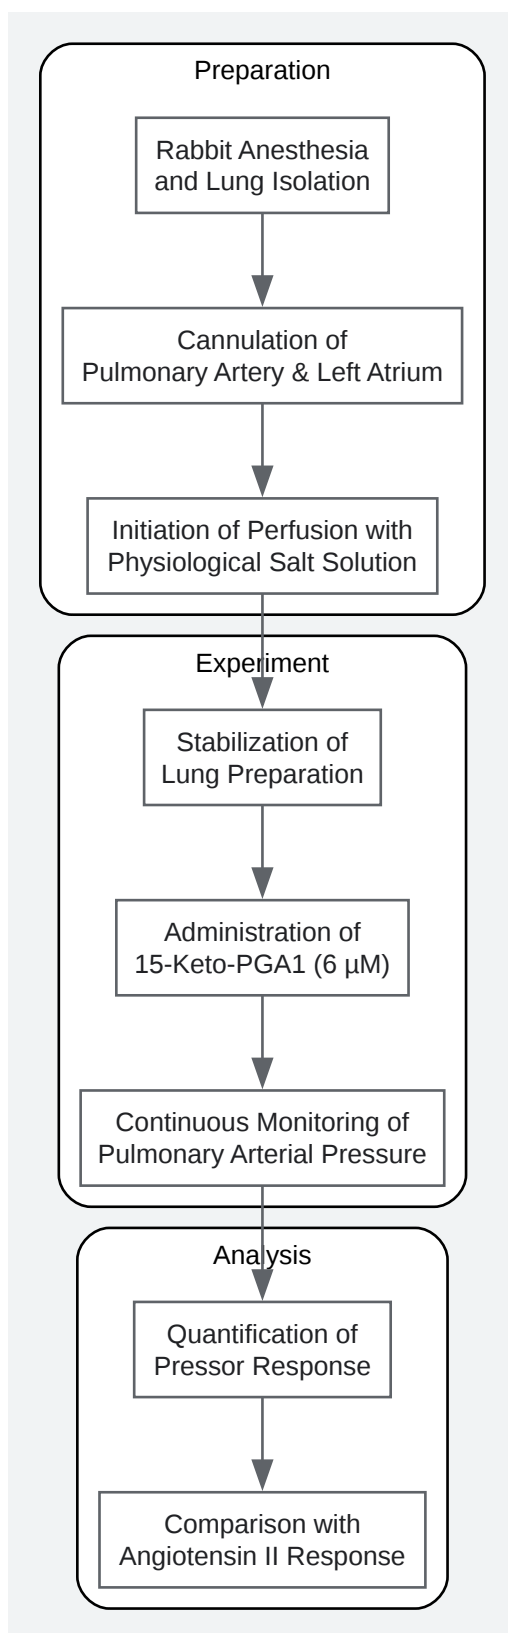 Preparation
Rabbit Anesthesia
and Lung Isolation
Cannulation of
Pulmonary Artery & Left Atrium
Initiation of Perfusion with
Physiological Salt Solution
Experiment
Stabilization of
Lung Preparation
Administration of
15-Keto-PGA1 (6 µM)
Continuous Monitoring of
Pulmonary Arterial Pressure
Analysis
Quantification of
Pressor Response
Comparison with
Angiotensin II Response